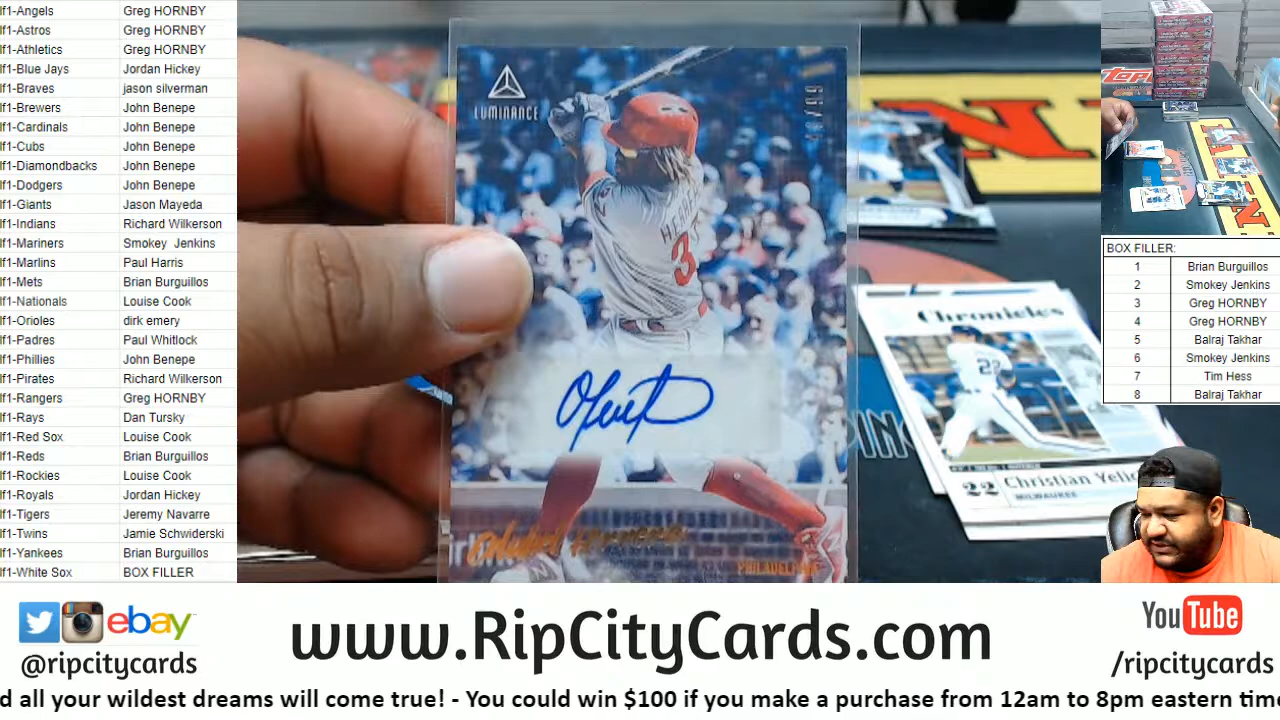 lf1-Angels Greg HORNBY
lf1-Astros Greg HORNBY
lf1-Athletics Greg HORNBY
lf1-Blue Jays Jordan Hickey
lf1-Braves jason silverman
lf1-Brewers John Benepe
lf1-Cardinals John Benepe
lf1-Cubs John Benepe
lf1-Diamondbacks John Benepe
lf1-Dodgers John Benepe
lf1-Giants Jason Mayeda
lf1-Indians Richard Wilkerson
lf1-Mariners Smokey Jenkins
lf1-Marlins Paul Harris
lf1-Mets Brian Burguillos
lf1-Nationals Louise Cook
lf1-Orioles dirk emery
lf1-Padres Paul Whitlock
lf1-Phillies John Benepe
lf1-Pirates Richard Wilkerson
lf1-Rangers Greg HORNBY
lf1-Rays Dan Tursky
lf1-Red Sox Louise Cook
lf1-Reds Brian Burguillos
lf1-Rockies Louise Cook
lf1-Royals Jordan Hickey
lf1-Tigers Jeremy Navarre
lf1-Twins Jamie Schwiderski
lf1-Yankees Brian Burguillos
lf1-White Sox BOX FILLER
LUMINANCE
3
PHILADELPHIA
N
Chronicles
22
22 Christian Yelic
MILWAUKEE
Topp
BOX FILLER:
1 Brian Burguillos
2 Smokey Jenkins
3 Greg HORNBY
4 Greg HORNBY
5 Balraj Takhar
6 Smokey Jenkins
7 Tim Hess
8 Balraj Takhar
ebay
@ripcitycards
www.RipCityCards.com
YouTube
/ripcitycards
d all your wildest dreams will come true! - You could win $100 if you make a purchase from 12am to 8pm eastern time